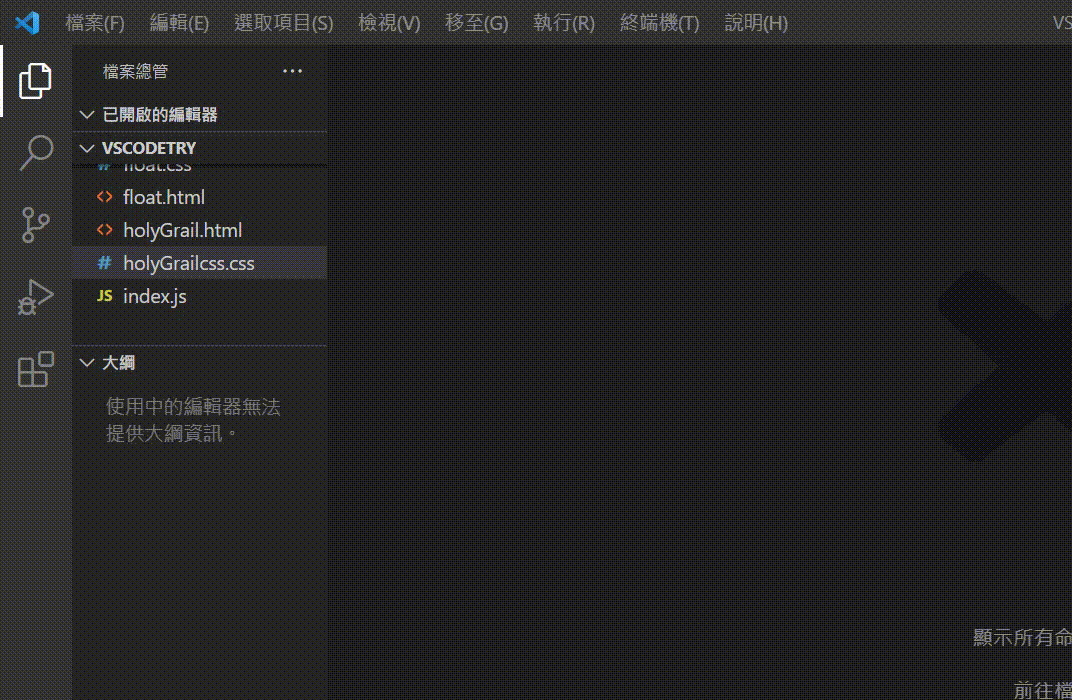 檔案(F) 編輯(E) 選取項目(S) 檢視(V) 移至(G) 執行(R) 終端機(T) 說明(H) VS
檔案總管
已開啟的編輯器
VSCODETRY
# float.css
<> float.html
<> holyGrail.html
# holyGrailcss.css
JS index.js
大綱
使用中的編輯器無法
提供大綱資訊。
顯示所有命
前往檔